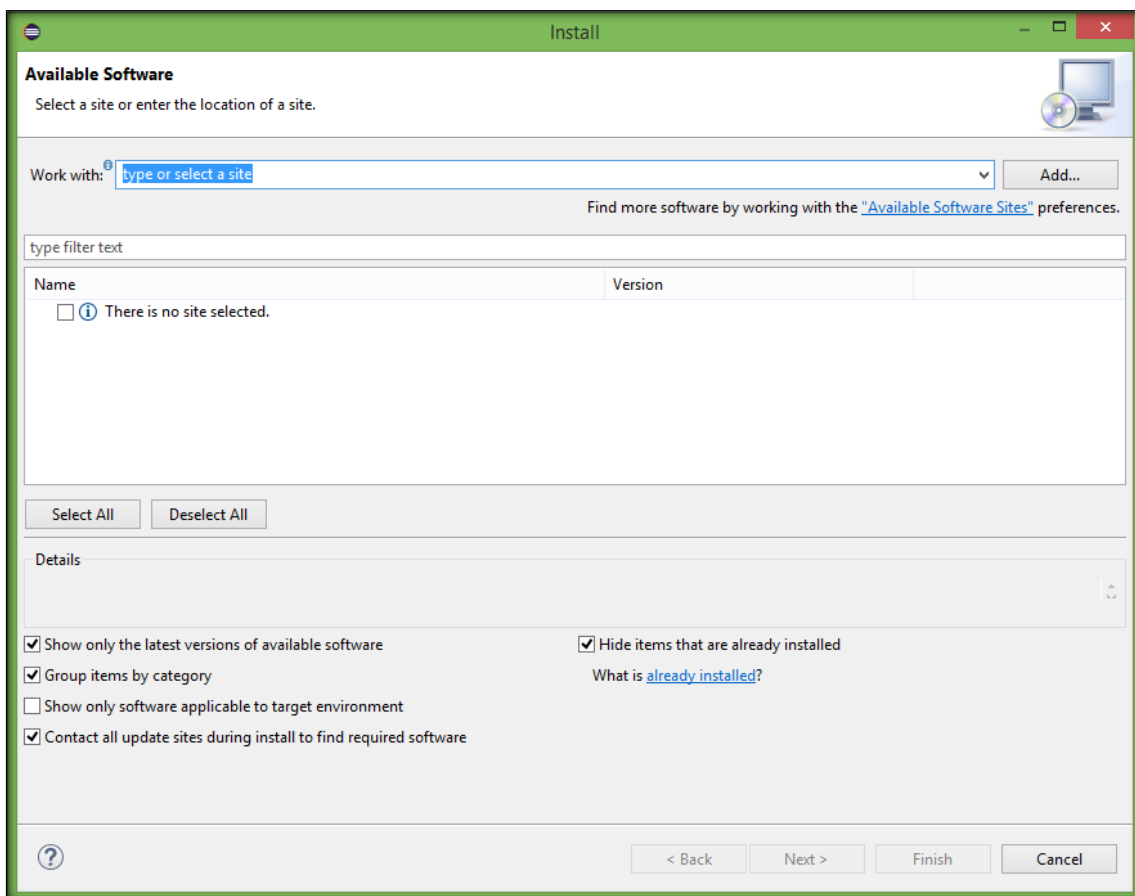 Install
Available Software
Select a site or enter the location of a site.
Work with: type or select a site Add...
Find more software by working with the "Available Software Sites" preferences.
type filter text
Name Version
There is no site selected.
Select All Deselect All
Details
Show only the latest versions of available software Hide items that are already installed
Group items by category What is already installed?
Show only software applicable to target environment
Contact all update sites during install to find required software
< Back Next > Finish Cancel